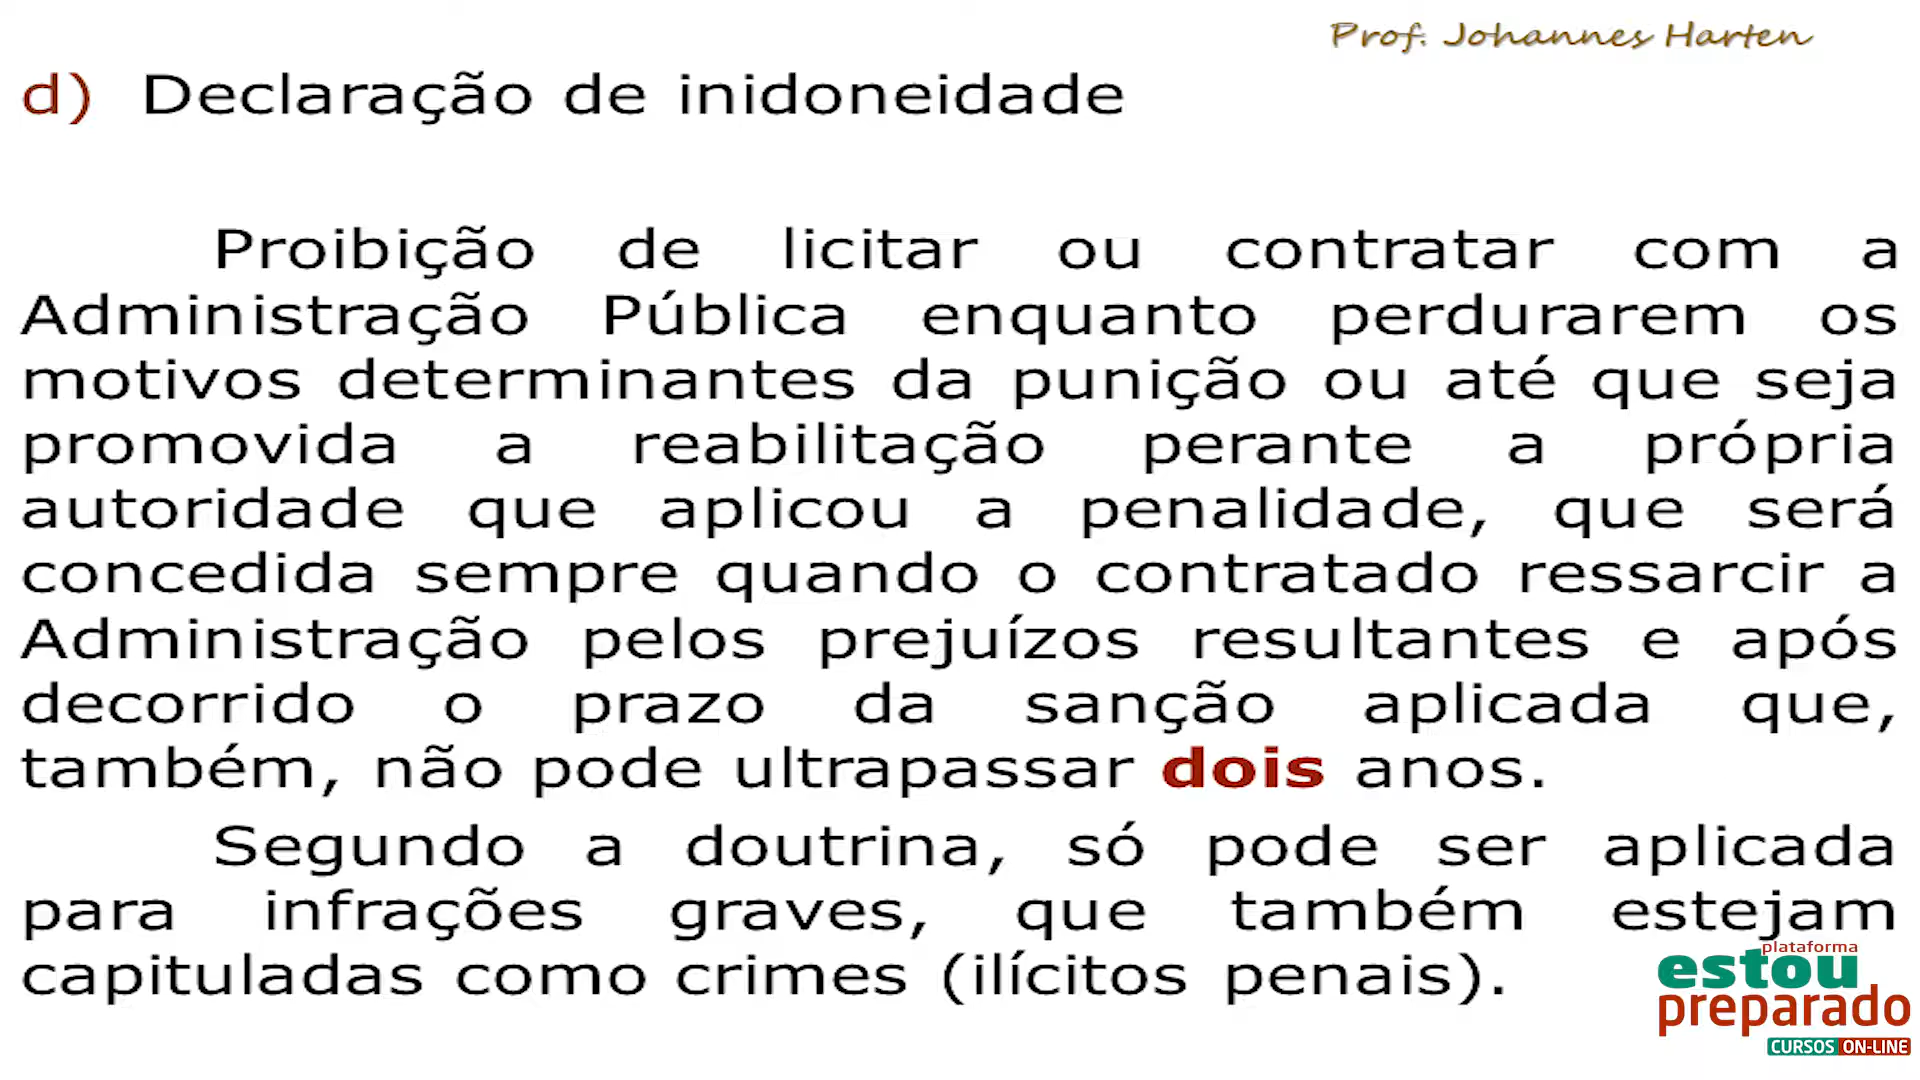 Prof. Johannes Harten
d) Declaração de inidoneidade
Proibição de licitar ou contratar com a
Administração Pública enquanto perdurarem os
motivos determinantes da punição ou até que seja
promovida a reabilitação perante a própria
autoridade que aplicou a penalidade, que será
concedida sempre quando o contratado ressarcir a
Administração pelos prejuízos resultantes e após
decorrido o prazo da sanção aplicada que,
também, não pode ultrapassar dois anos.
Segundo a doutrina, só pode ser aplicada
para infrações graves, que também estejam
capituladas como crimes (ilícitos penais).
plataforma
estou
preparado
CURSOS ON-LINE